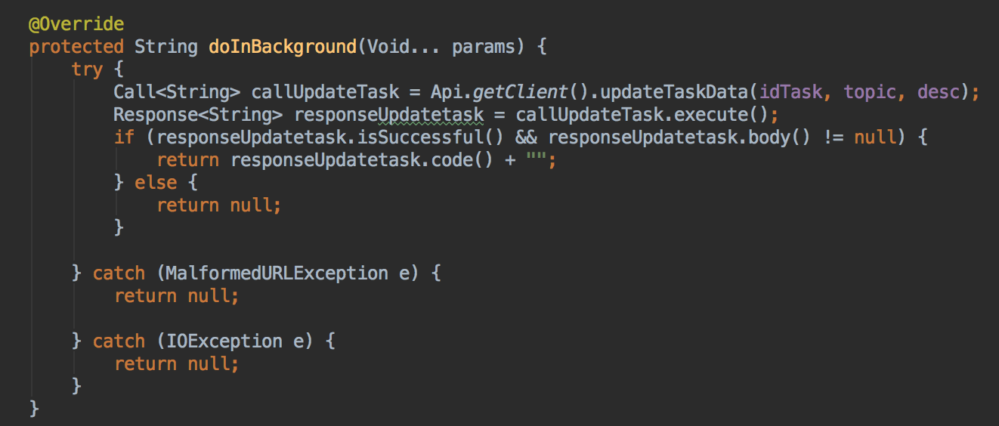 @Override
protected String doInBackground(Void... params) {
try {
Call<String> callUpdateTask = Api.getClient().updateTaskData(idTask, topic, desc);
Response<String> responseUpdatetask = callUpdateTask.execute();
if (responseUpdatetask.isSuccessful() && responseUpdatetask.body() != null) {
return responseUpdatetask.code() + "";
} else {
return null;
}
} catch (MalformedURLException e) {
return null;
} catch (IOException e) {
return null;
}
}